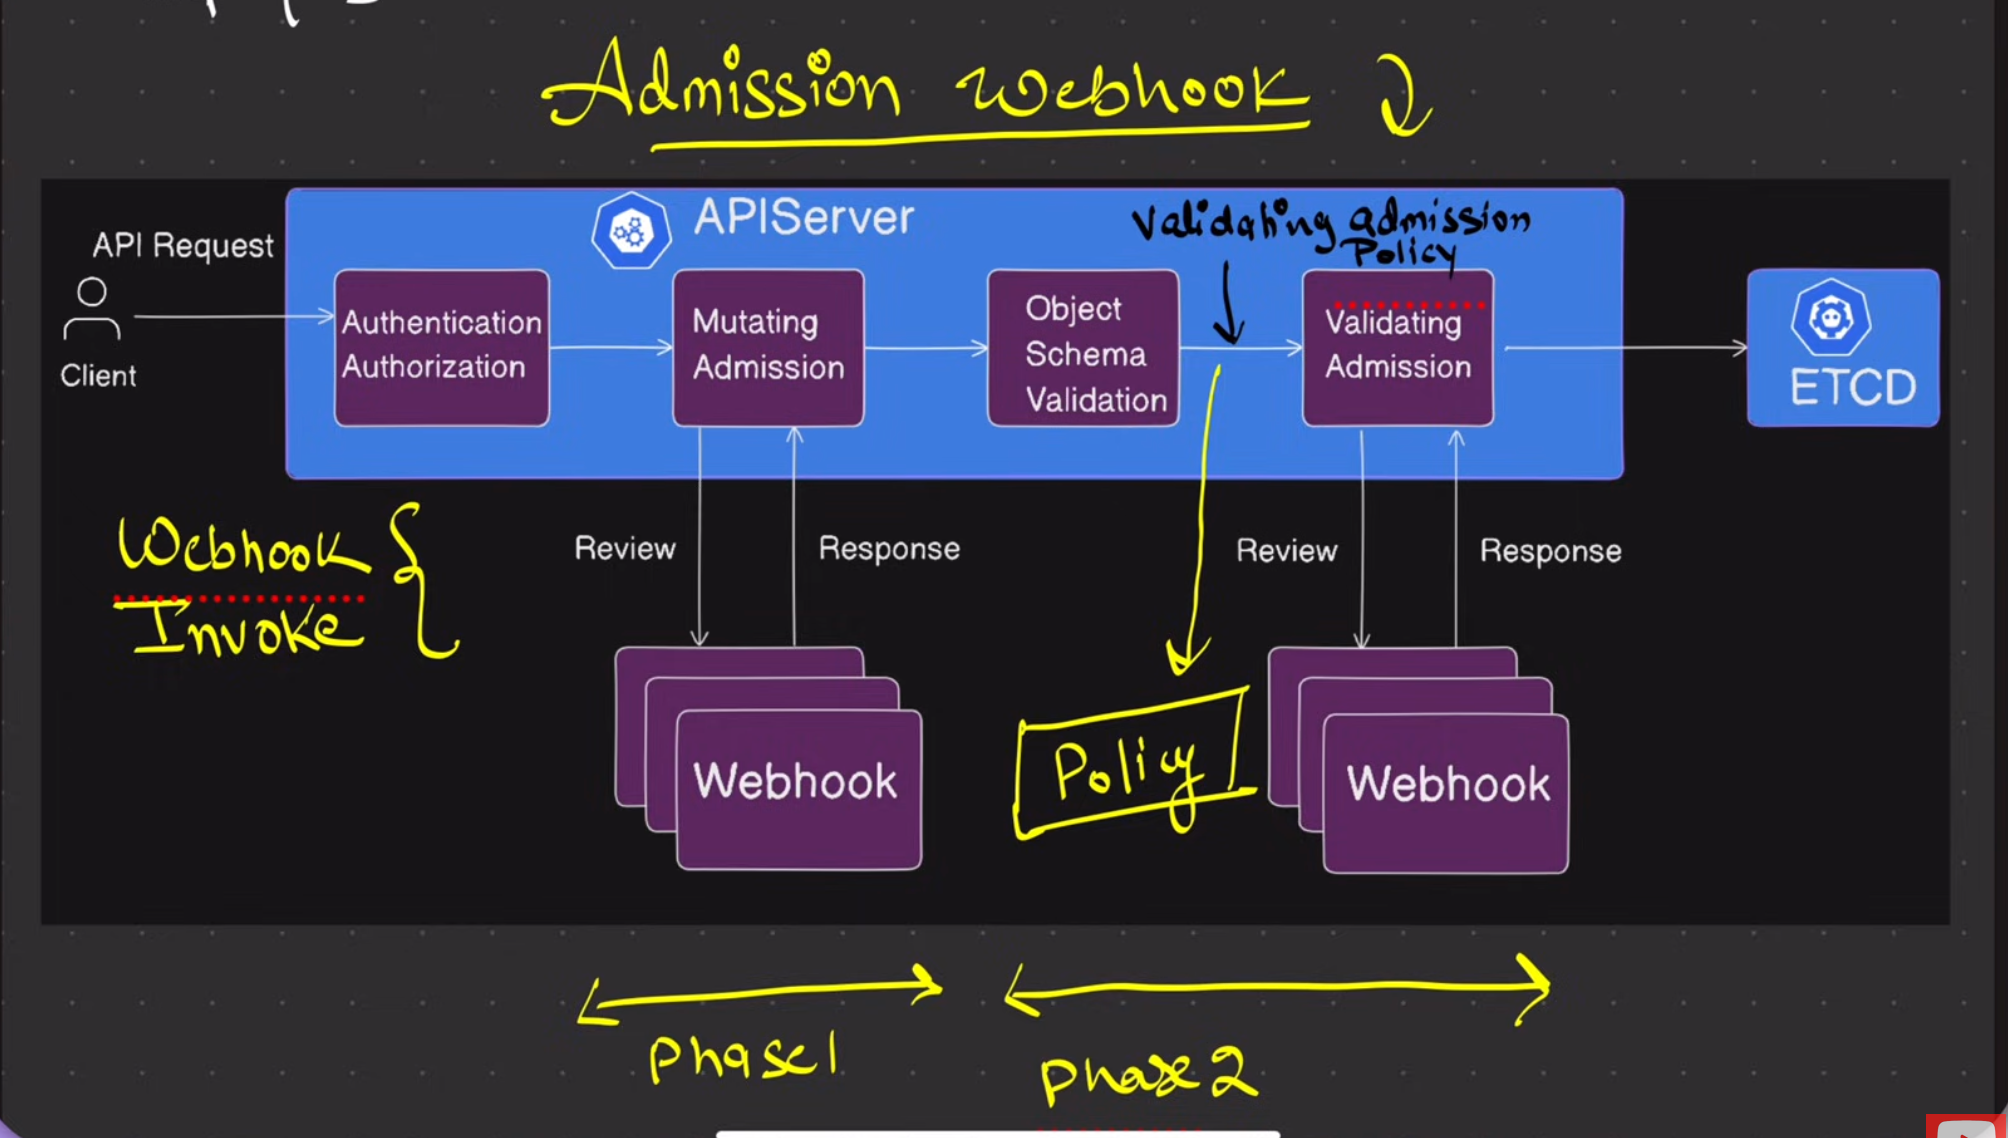 Admission Webhook
APIServer
Validating admission
Policy
API Request
Client
Authentication
Authorization
Mutating
Admission
Object
Schema
Validation
Validating
Admission
ETCD
Webhook
Invoke
Review
Response
Review
Response
Webhook
Policy
Webhook
Phase1
Phase2